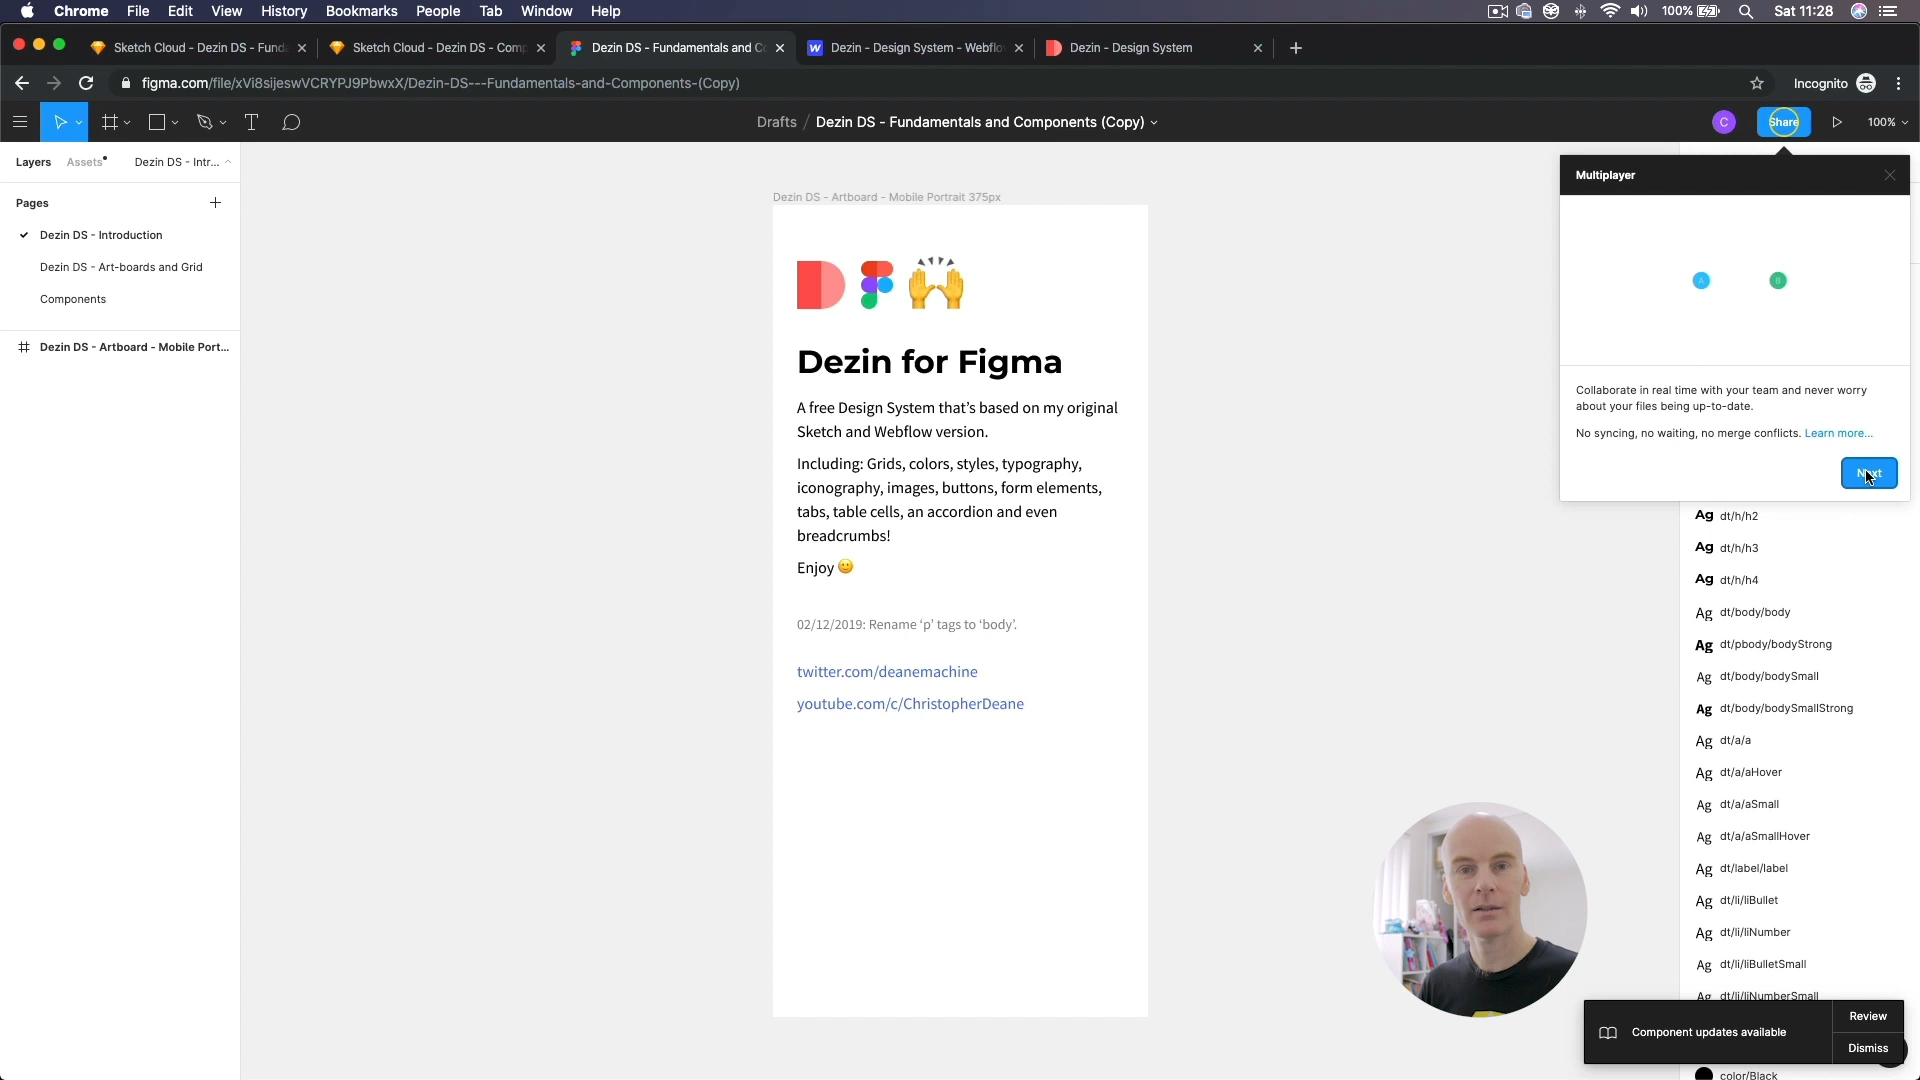 Chrome File Edit View History Bookmarks People Tab Window Help
100% Sat 11:28
Sketch Cloud - Dezin DS - Funda
Sketch Cloud - Dezin DS - Comp
Dezin DS - Fundamentals and Co
Dezin - Design System - Webflow
Dezin - Design System
figma.com/file/xVi8sijeswVCRYPJ9PbwxX/Dezin-DS---Fundamentals-and-Components-(Copy)
Incognito
Drafts / Dezin DS - Fundamentals and Components (Copy)
C
Share
100%
Layers Assets Dezin DS - Intr...
Pages
Dezin DS - Introduction
Dezin DS - Art-boards and Grid
Components
Dezin DS - Artboard - Mobile Port...
Dezin DS - Artboard - Mobile Portrait 375px
Dezin for Figma
A free Design System that’s based on my original
Sketch and Webflow version.
Including: Grids, colors, styles, typography,
iconography, images, buttons, form elements,
tabs, table cells, an accordion and even
breadcrumbs!
Enjoy 🙂
02/12/2019: Rename ‘p’ tags to ‘body’.
twitter.com/deanemachine
youtube.com/c/ChristopherDeane
Multiplayer
A
B
Collaborate in real time with your team and never worry
about your files being up-to-date.
No syncing, no waiting, no merge conflicts. Learn more...
Next
Ag dt/h/h2
Ag dt/h/h3
Ag dt/h/h4
Ag dt/body/body
Ag dt/pbody/bodyStrong
Ag dt/body/bodySmall
Ag dt/body/bodySmallStrong
Ag dt/a/a
Ag dt/a/aHover
Ag dt/a/aSmall
Ag dt/a/aSmallHover
Ag dt/label/label
Ag dt/li/liBullet
Ag dt/li/liNumber
Ag dt/li/liBulletSmall
Ag dt/li/liNumberSmall
Component updates available
Review
Dismiss
color/Black